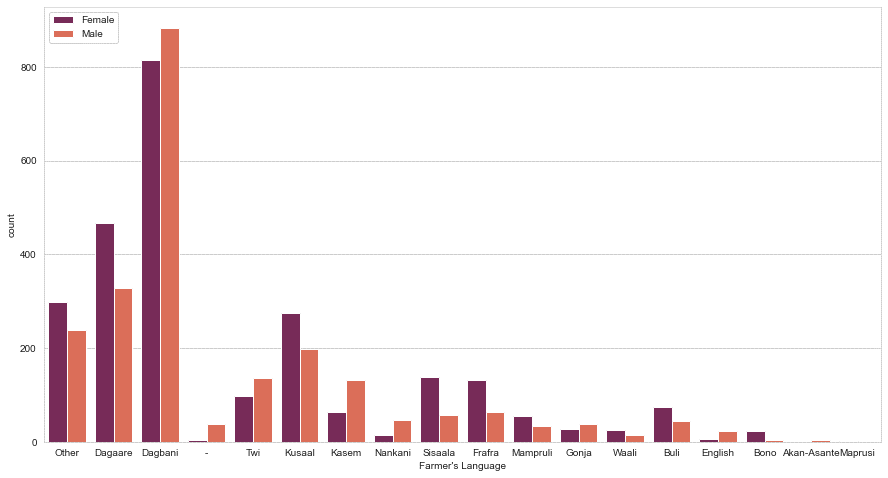 Female
Male
800
600
400
200
0
count
Other Dagaare Dagbani - Twi Kusaal Kasem Nankani Sisaala Frafra Mampruli Gonja Waali Buli English Bono Akan-Asante Maprusi
Farmer's Language